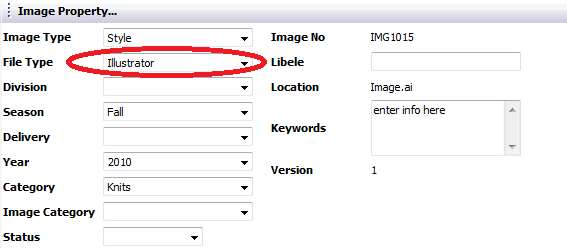 Image Property...
Image Type Style Image No IMG1015
File Type Illustrator Libele
Division Location Image.ai
Season Fall Keywords enter info here
Delivery
Year 2010 Version 1
Category Knits
Image Category
Status